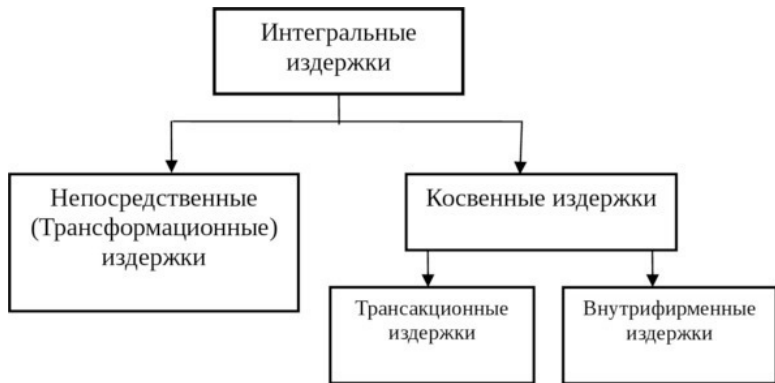 Интегральные
издержки
Непосредственные
(Трансформационные)
издержки
Косвенные издержки
Трансакционные
издержки
Внутрифирменные
издержки